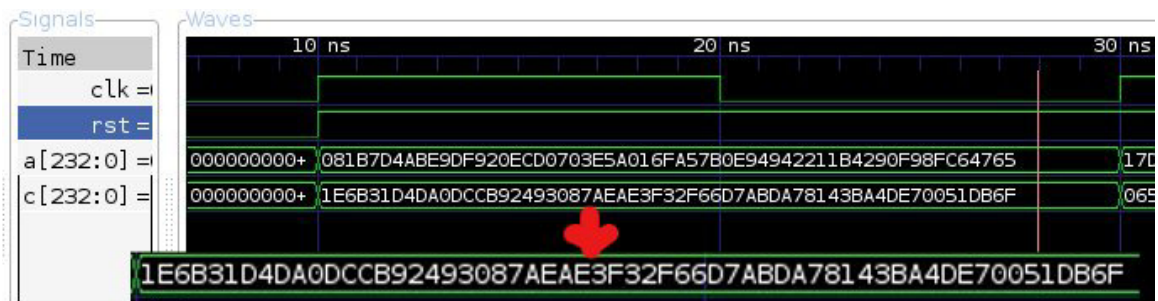 Signals
Waves
Time
10 ns
20 ns
30 ns
clk =
rst =
a[232:0] =
000000000+
081B7D4ABE9DF920ECD0703E5A016FA57B0E94942211B4290F98FC64765
17D
c[232:0] =
000000000+
1E6B31D4DA0DCCB92493087AEAE3F32F66D7ABDA78143BA4DE70051DB6F
065
1E6B31D4DA0DCCB92493087AEAE3F32F66D7ABDA78143BA4DE70051DB6F